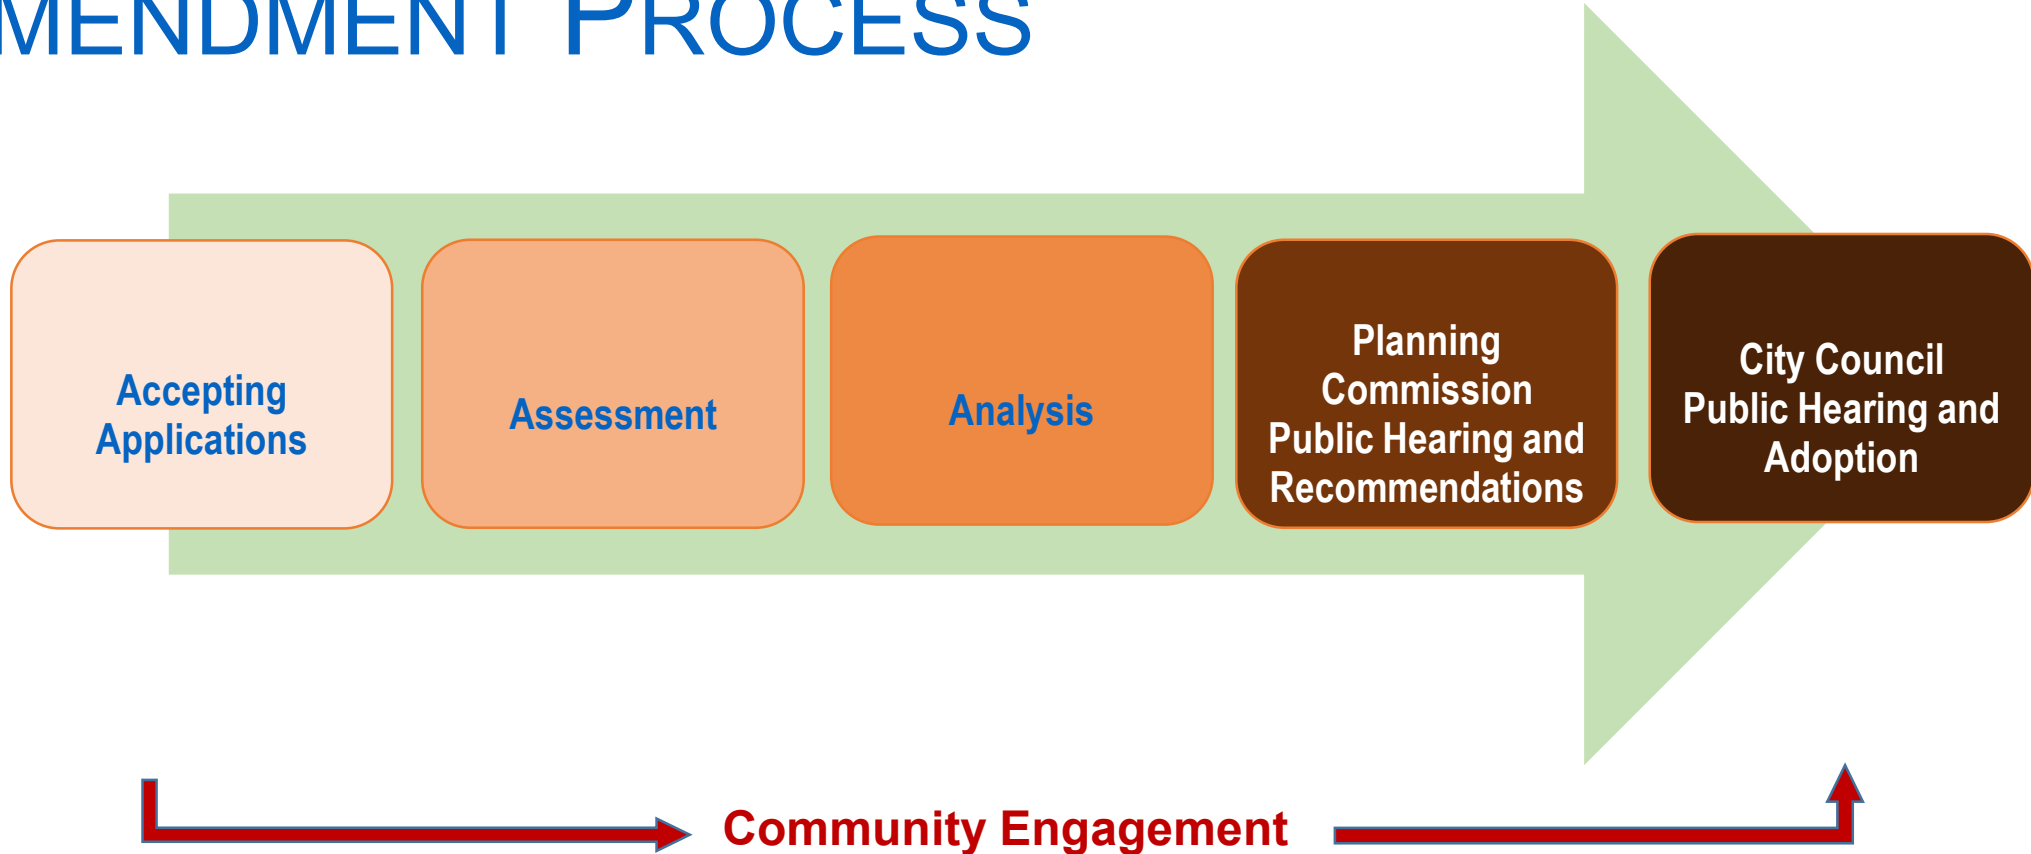 MENDMENT PROCESS
Accepting
Applications
Assessment
Analysis
Planning
Commission
Public Hearing and
Recommendations
City Council
Public Hearing and
Adoption
Community Engagement